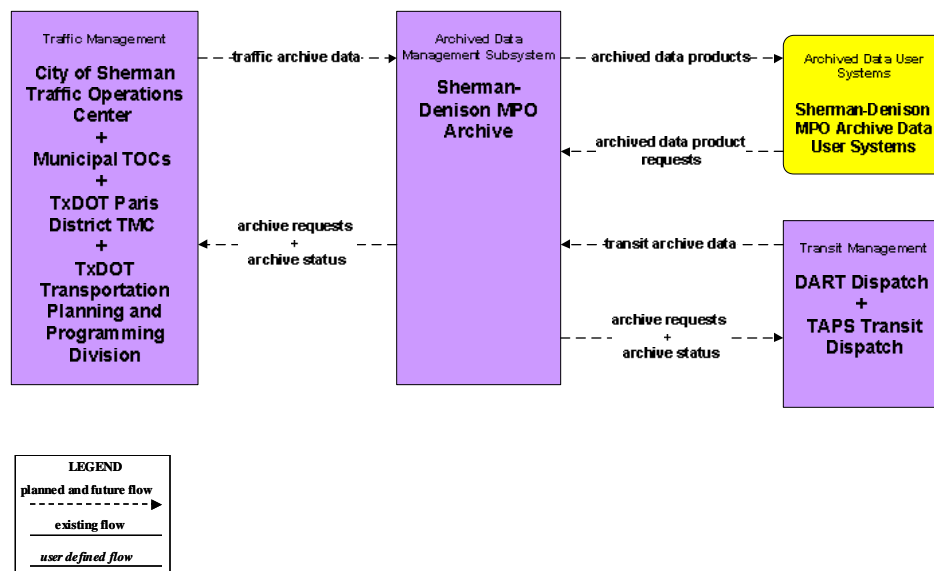 Traffic Management
City of Sherman
Traffic Operations
Center
+
Municipal TOCs
+
TxDOT Paris
District TMC
+
TxDOT
Transportation
Planning and
Programming
Division
traffic archive data
archive requests
+
archive status
Archived Data
Management Subsystem
Sherman-
Denison MPO
Archive
archived data products
archived data product
requests
transit archive data
archive requests
+
archive status
Archived Data User
Systems
Sherman-Denison
MPO Archive Data
User Systems
Transit Management
DART Dispatch
+
TAPS Transit
Dispatch
LEGEND
planned and future flow
existing flow
user defined flow